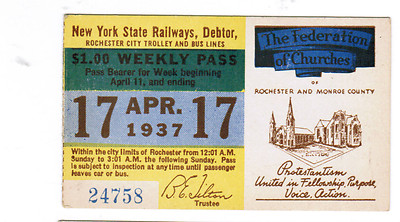 New York State Railways, Debtor,
ROCHESTER CITY TROLLEY AND BUS LINES
$1.00 WEEKLY PASS
Pass Bearer for Week beginning
April 11, and ending
17 APR. 17
1937
Within the city limits of Rochester from 12:01 A.M.
Sunday to 3:01 A.M. the following Sunday. Pass
is subject to inspection at any time until passenger
leaves car or bus.
24758
B.E. Tilton
Trustee
The Federation
of Churches
OF
ROCHESTER AND MONROE COUNTY
Protestantism
United in Fellowship, Purpose,
Voice, Action.